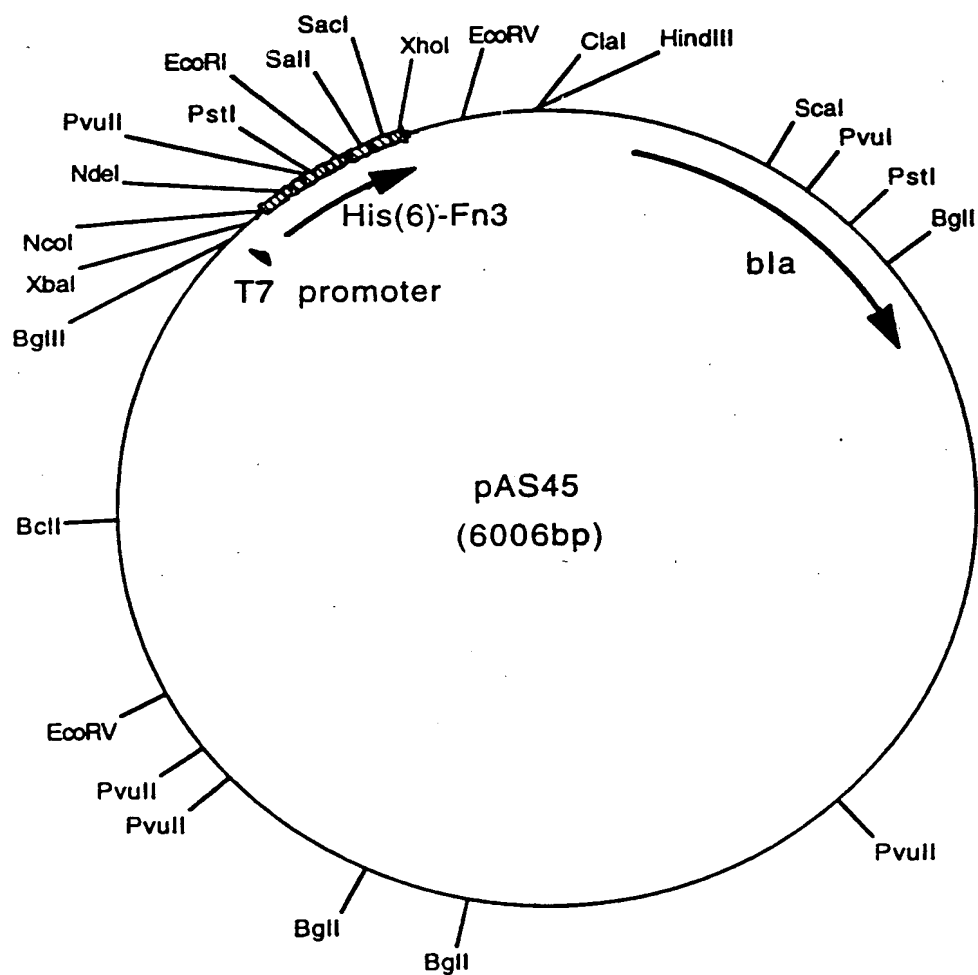 SacI
XhoI
EcoRV
ClaI
HindIII
EcoRI
SalI
PvuII
PstI
ScaI
PvuI
PstI
BglI
NdeI
NcoI
XbaI
BglII
His(6)-Fn3
T7 promoter
bla
pAS45
(6006bp)
BclI
EcoRV
PvuII
PvuII
PvuII
BglI
BglI